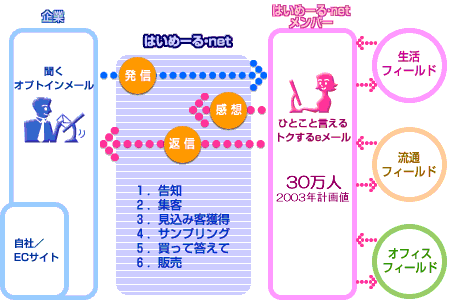 企業
聞く
オプトインメール
自社／
ECサイト
はいめーる・net
発信
感想
返信
1．告知
2．集客
3．見込み客獲得
4．サンプリング
5．買って答えて
6．販売
はいめーる・net
メンバー
ひとこと言える
トクするeメール
30万人
2003年計画値
生活
フィールド
流通
フィールド
オフィス
フィールド